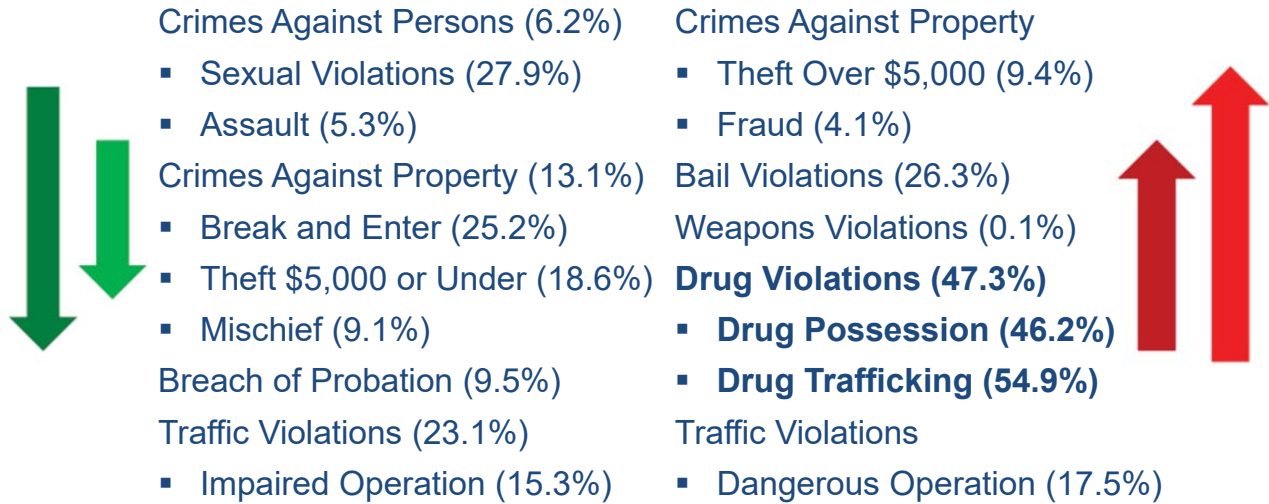 Crimes Against Persons (6.2%)
▪ Sexual Violations (27.9%)
▪ Assault (5.3%)
Crimes Against Property (13.1%)
▪ Break and Enter (25.2%)
▪ Theft $5,000 or Under (18.6%)
▪ Mischief (9.1%)
Breach of Probation (9.5%)
Traffic Violations (23.1%)
▪ Impaired Operation (15.3%)
Crimes Against Property
▪ Theft Over $5,000 (9.4%)
▪ Fraud (4.1%)
Bail Violations (26.3%)
Weapons Violations (0.1%)
Drug Violations (47.3%)
▪ Drug Possession (46.2%)
▪ Drug Trafficking (54.9%)
Traffic Violations
▪ Dangerous Operation (17.5%)